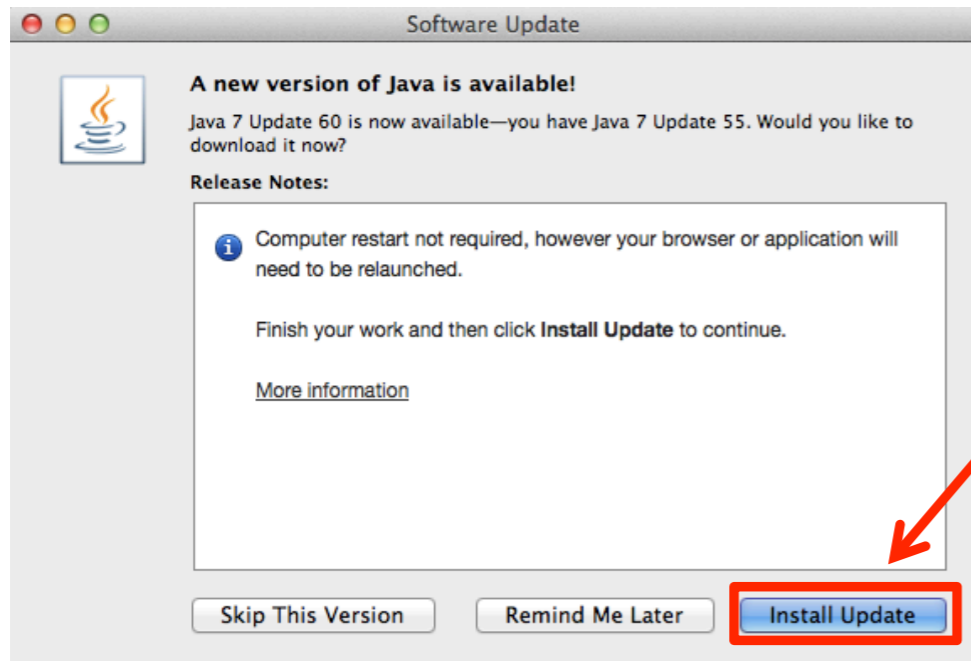 Software Update
A new version of Java is available!
Java 7 Update 60 is now available—you have Java 7 Update 55. Would you like to
download it now?
Release Notes:
Computer restart not required, however your browser or application will
need to be relaunched.
Finish your work and then click Install Update to continue.
More information
Skip This Version Remind Me Later Install Update